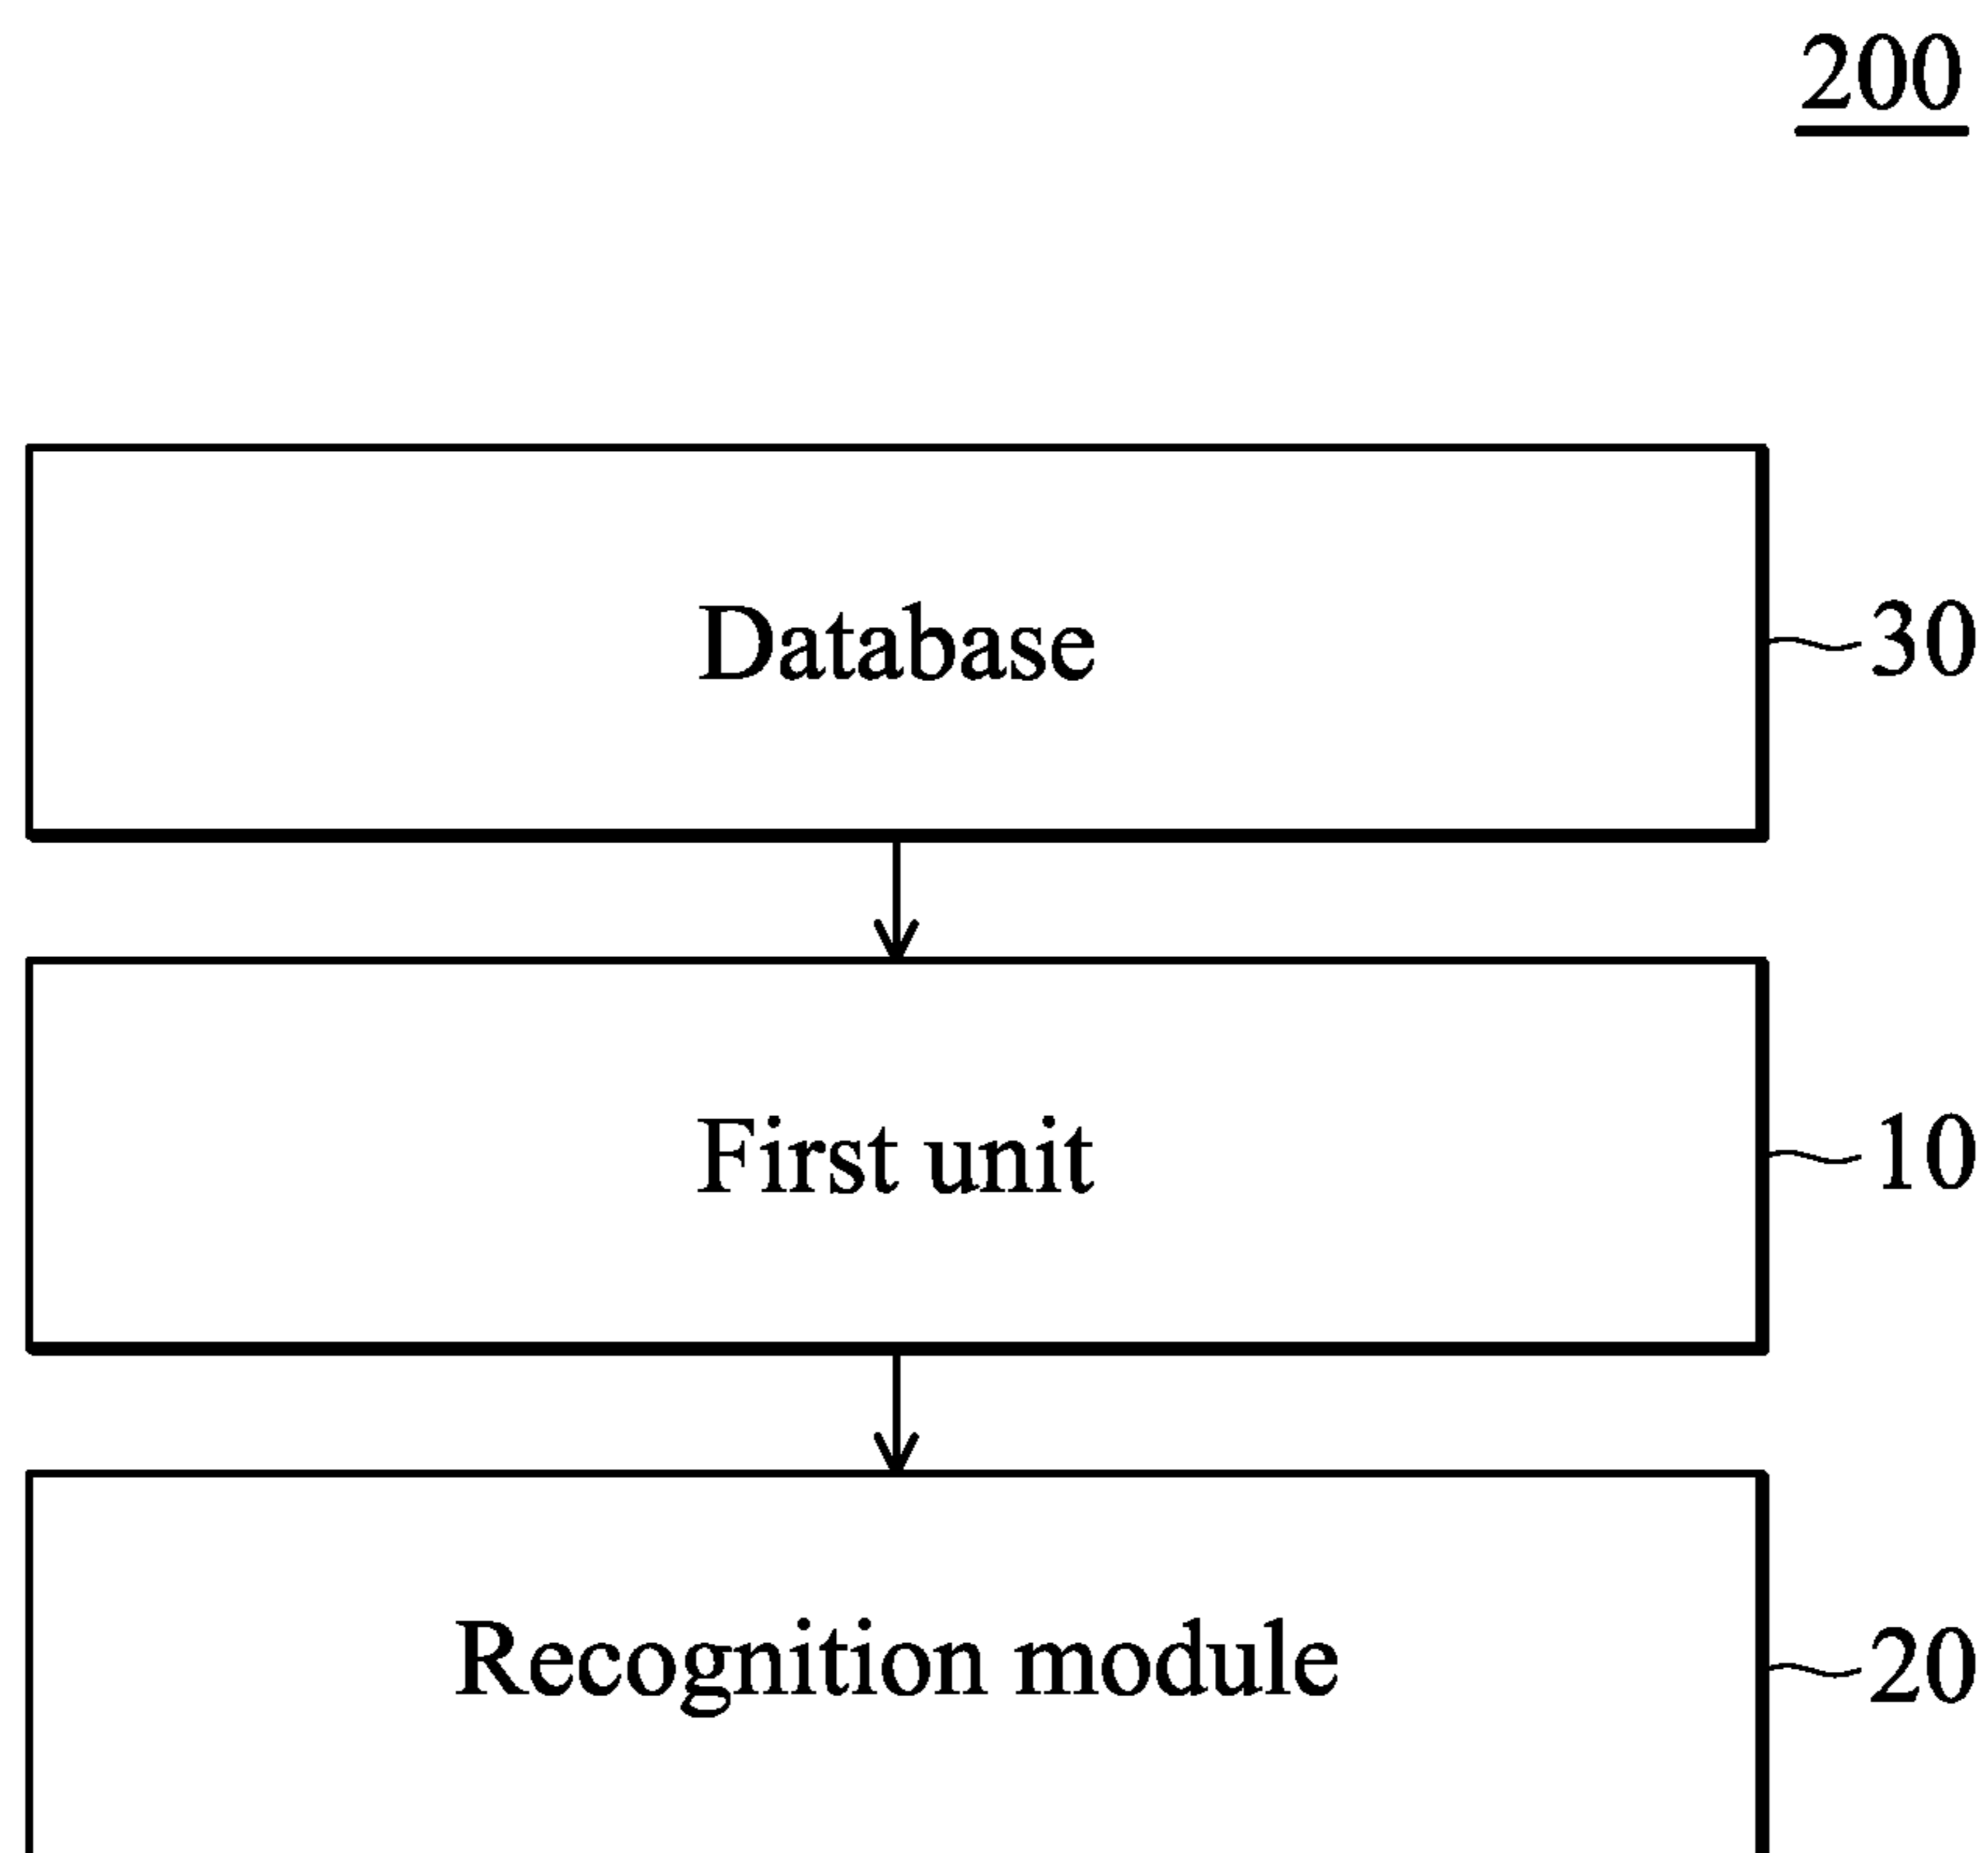 200
Database
30
First unit
10
Recognition module
20